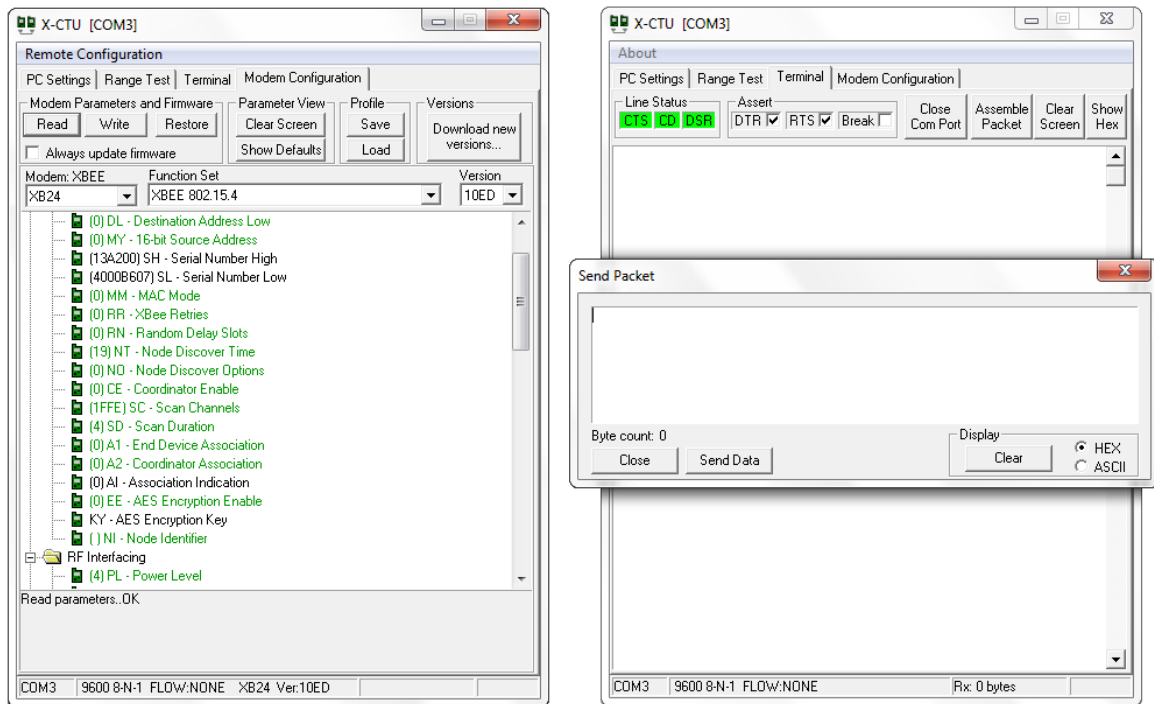 X-CTU [COM3]
Remote Configuration
PC Settings Range Test Terminal Modem Configuration
Modem Parameters and Firmware Parameter View Profile Versions
Read Write Restore Clear Screen Save Download new versions...
Always update firmware Show Defaults Load
Modem: XBEE Function Set Version
XB24 XBEE 802.15.4 10ED
(0) DL - Destination Address Low
(0) MY - 16-bit Source Address
(13A200) SH - Serial Number High
(4000B607) SL - Serial Number Low
(0) MM - MAC Mode
(0) RR - XBee Retries
(0) RN - Random Delay Slots
(19) NT - Node Discover Time
(0) NO - Node Discover Options
(0) CE - Coordinator Enable
(1FFE) SC - Scan Channels
(4) SD - Scan Duration
(0) A1 - End Device Association
(0) A2 - Coordinator Association
(0) AI - Association Indication
(0) EE - AES Encryption Enable
KY - AES Encryption Key
( ) NI - Node Identifier
RF Interfacing
(4) PL - Power Level
Read parameters..OK
COM3 9600 8-N-1 FLOW:NONE XB24 Ver:10ED
X-CTU [COM3]
About
PC Settings Range Test Terminal Modem Configuration
Line Status Assert
CTS CD DSR DTR RTS Break
Close Com Port
Assemble Packet
Clear Screen
Show Hex
Send Packet
Byte count: 0
Close Send Data
Display
Clear HEX
ASCII
COM3 9600 8-N-1 FLOW:NONE Rx: 0 bytes